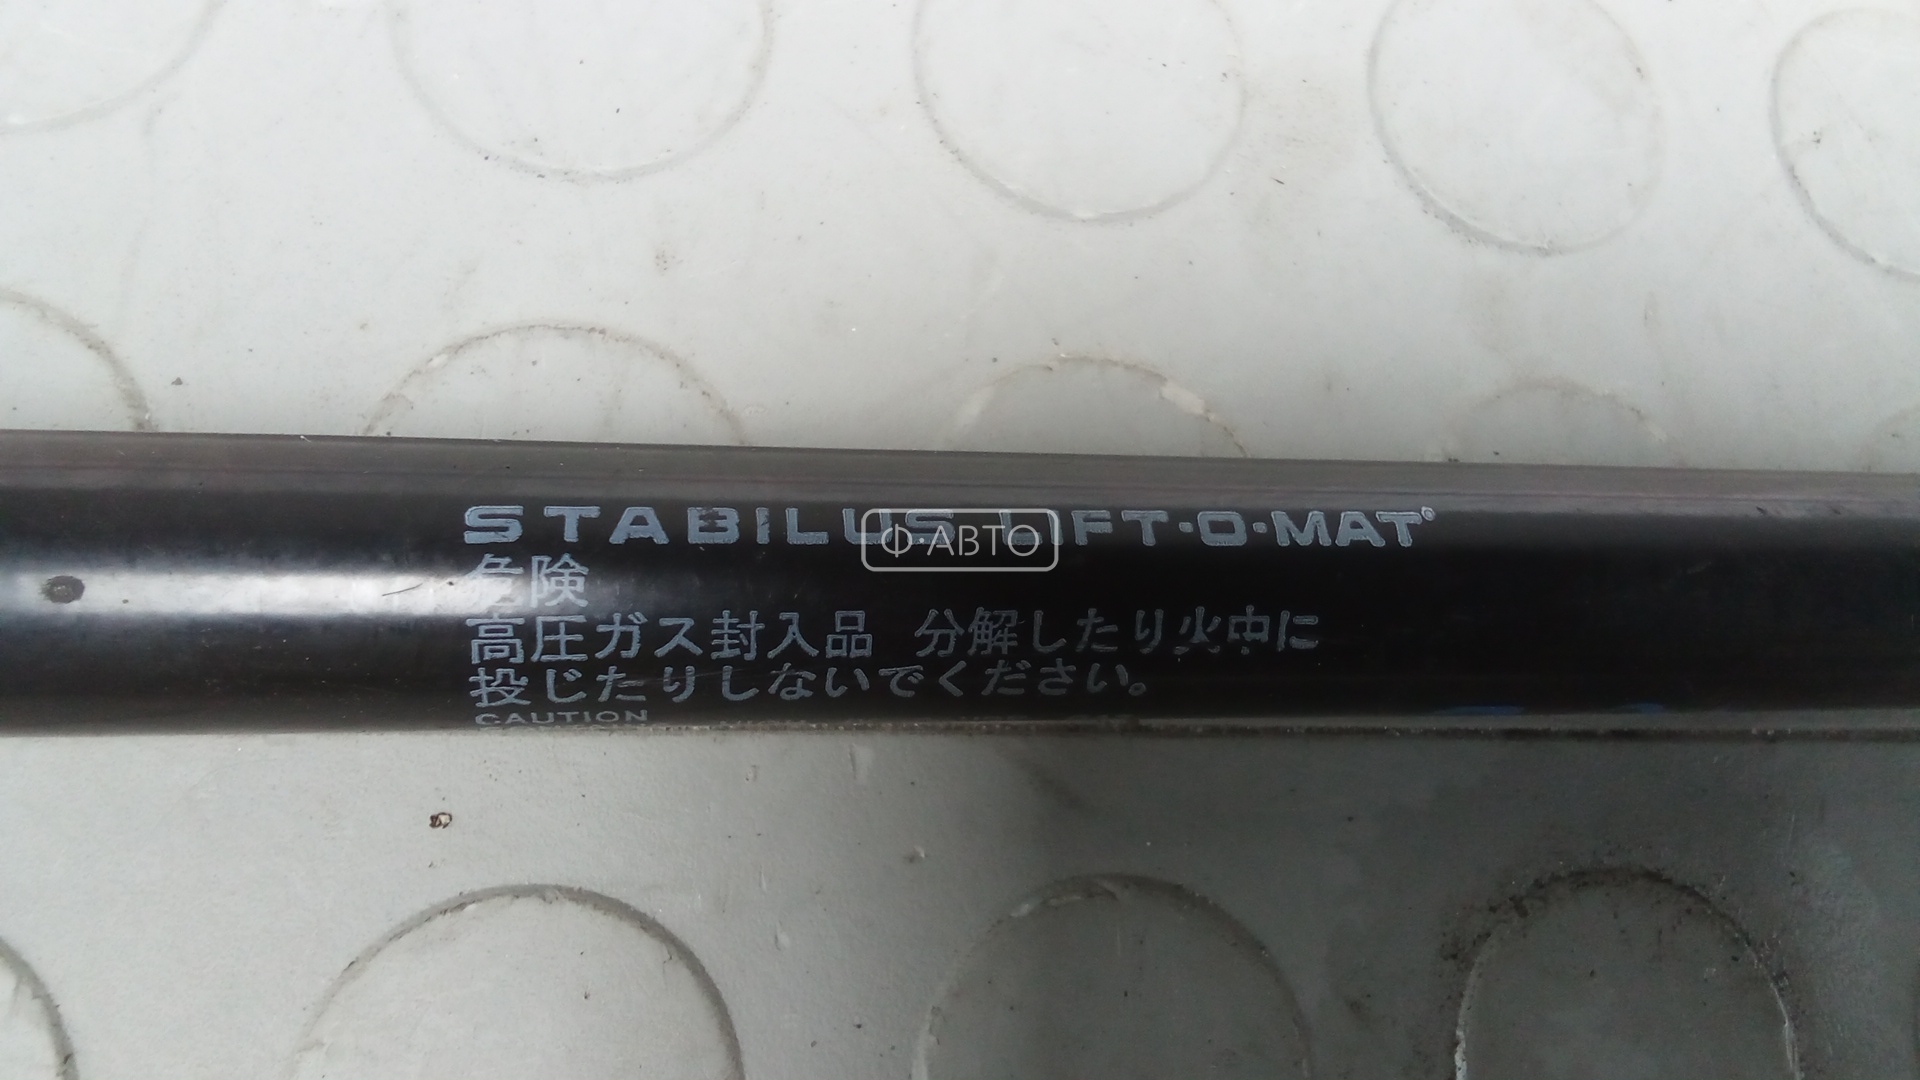 STABILUS LIFT·O·MAT
Ф·АВТО
危険
高圧ガス封入品 分解したり火中に
投じたりしないでください。
CAUTION